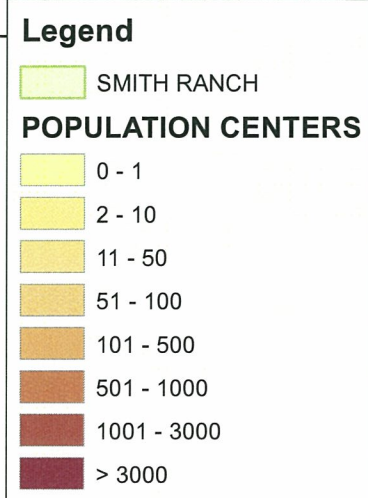 Legend
SMITH RANCH
POPULATION CENTERS
0 - 1
2 - 10
11 - 50
51 - 100
101 - 500
501 - 1000
1001 - 3000
> 3000